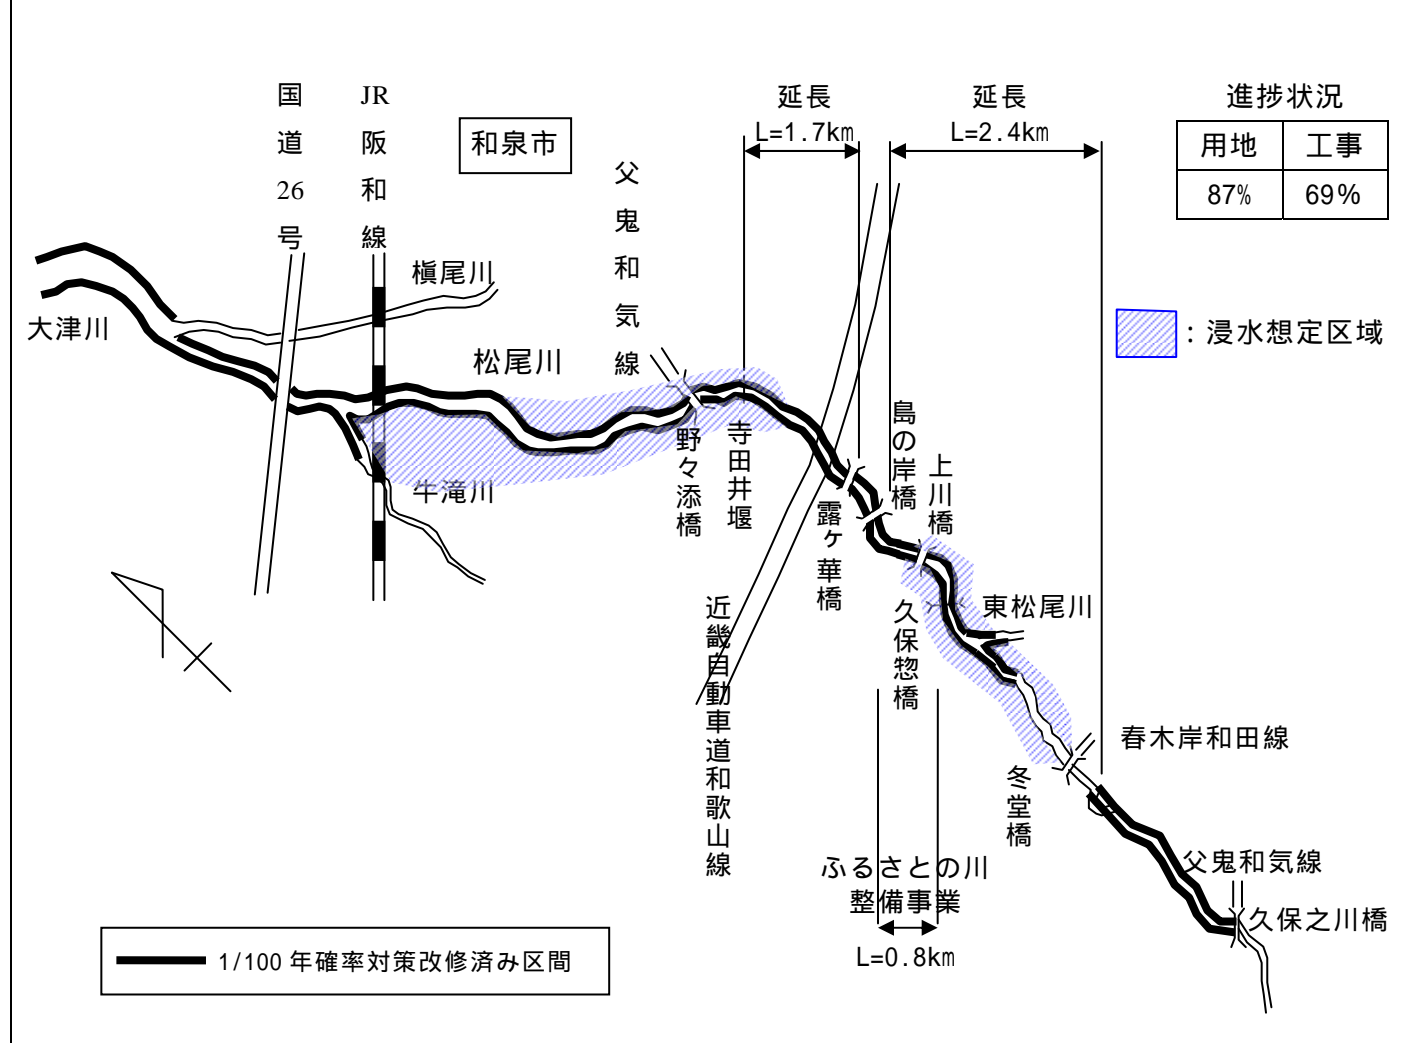 国道26号
JR阪和線
和泉市
父鬼和気線
延長
L=1.7km
延長
L=2.4km
進捗状況
用地 工事
87% 69%
槇尾川
大津川
松尾川
：浸水想定区域
牛滝川
野々添橋
寺田井堰
島の岸橋
上川橋
露ヶ華橋
近畿自動車道和歌山線
久保惣橋
東松尾川
春木岸和田線
冬堂橋
ふるさとの川
整備事業
L=0.8km
父鬼和気線
久保之川橋
1/100年確率対策改修済み区間